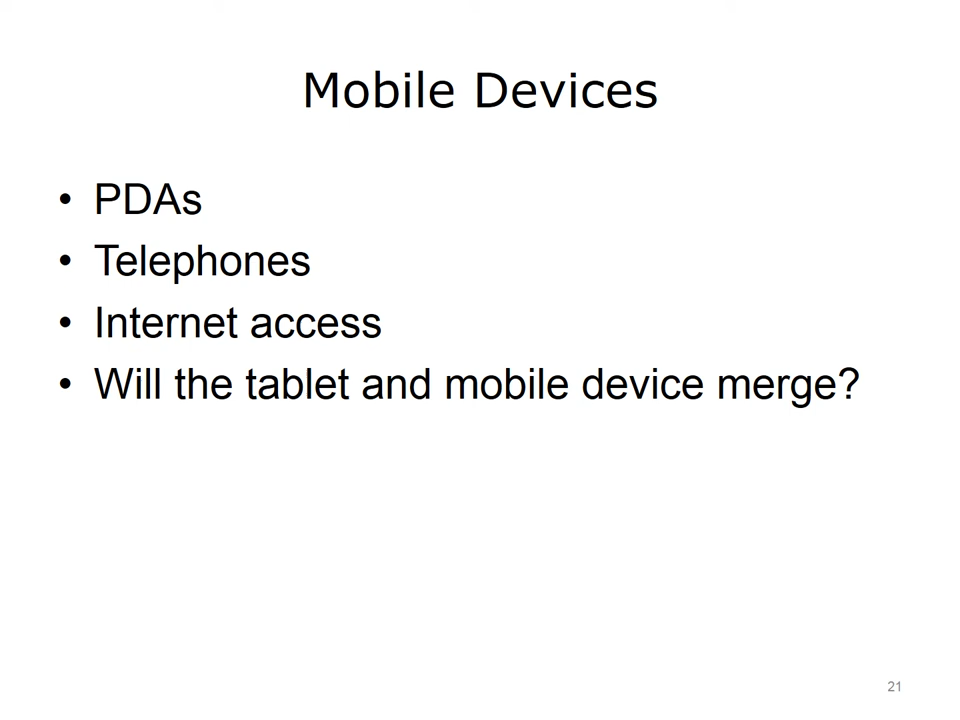 Mobile Devices
• PDAs
• Telephones
• Internet access
• Will the tablet and mobile device merge?
21